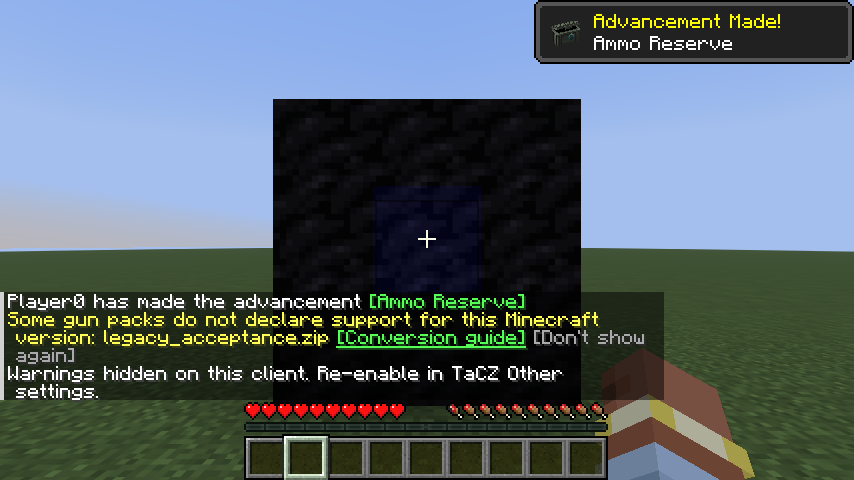 Advancement Made!
Ammo Reserve
Player0 has made the advancement [Ammo Reserve]
Some gun packs do not declare support for this Minecraft
version: legacy_acceptance.zip [Conversion guide] [Don't show
again]
Warnings hidden on this client. Re-enable in TaCZ Other
settings.